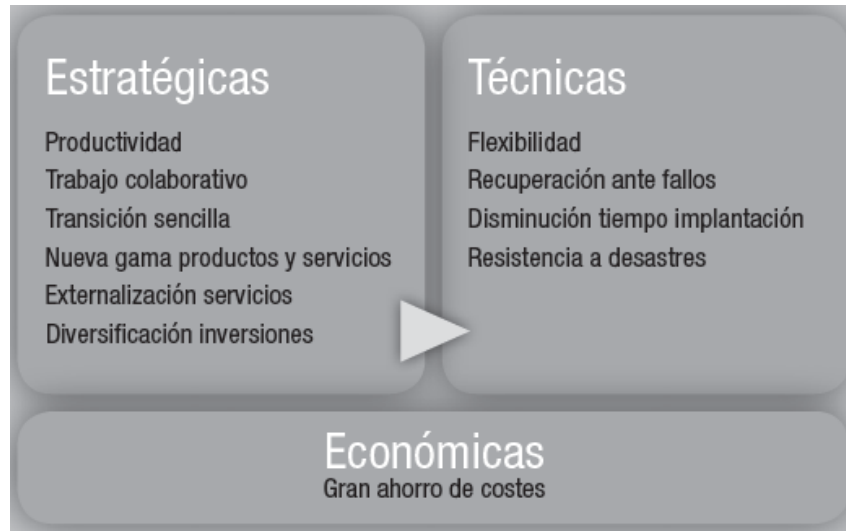 Estratégicas
Productividad
Trabajo colaborativo
Transición sencilla
Nueva gama productos y servicios
Externalización servicios
Diversificación inversiones
Técnicas
Flexibilidad
Recuperación ante fallos
Disminución tiempo implantación
Resistencia a desastres
Económicas
Gran ahorro de costes